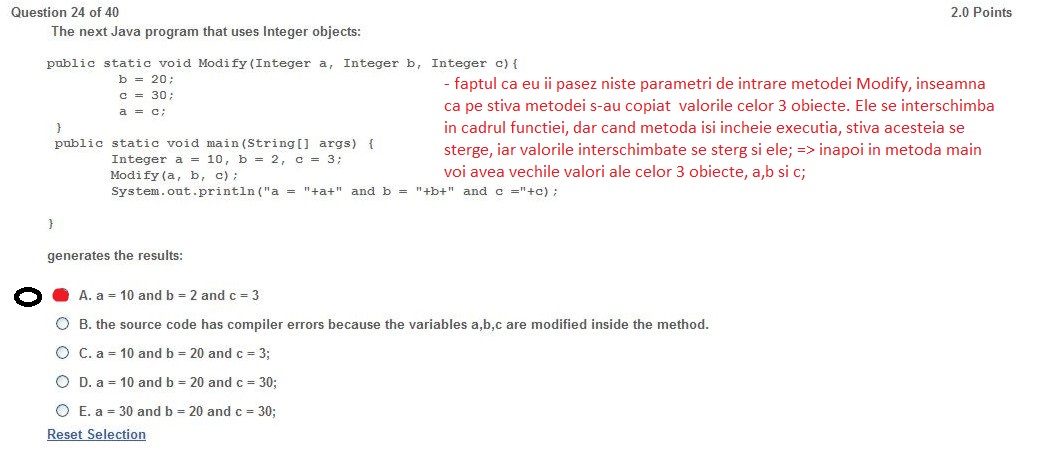 Question 24 of 40 2.0 Points
The next Java program that uses Integer objects:
public static void Modify(Integer a, Integer b, Integer c){
b = 20;
c = 30;
a = c;
}
- faptul ca eu ii pasez niste parametri de intrare metodei Modify, inseamna
ca pe stiva metodei s-au copiat valorile celor 3 obiecte. Ele se interschimba
in cadrul functiei, dar cand metoda isi incheie executia, stiva acesteia se
sterge, iar valorile interschimbate se sterg si ele; => inapoi in metoda main
voi avea vechile valori ale celor 3 obiecte, a,b si c;
public static void main(String[] args) {
Integer a = 10, b = 2, c = 3;
Modify(a, b, c);
System.out.println("a = "+a+" and b = "+b+" and c ="+c);
}
generates the results:
A. a = 10 and b = 2 and c = 3
B. the source code has compiler errors because the variables a,b,c are modified inside the method.
C. a = 10 and b = 20 and c = 3;
D. a = 10 and b = 20 and c = 30;
E. a = 30 and b = 20 and c = 30;
Reset Selection